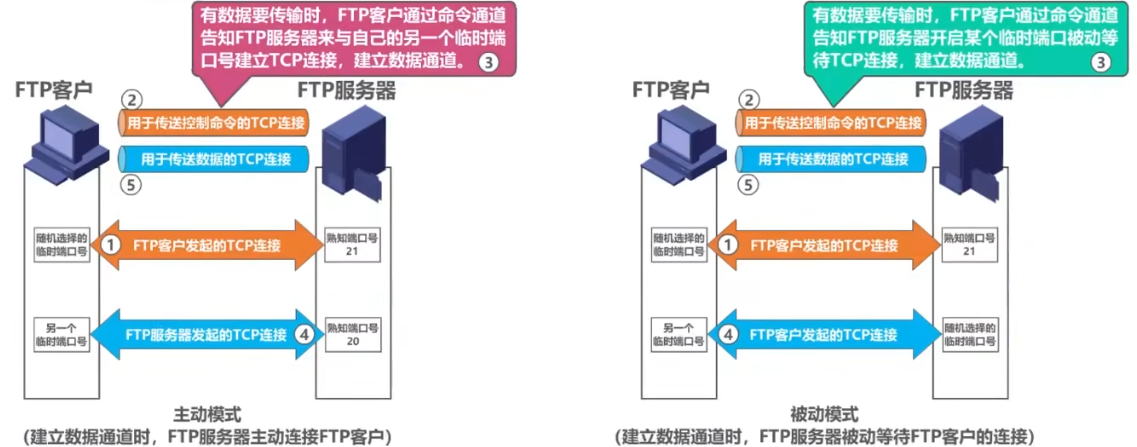 有数据要传输时，FTP客户通过命令通道
告知FTP服务器来与自己的另一个临时端
口号建立TCP连接，建立数据通道。 ③
FTP客户
FTP服务器
②
用于传送控制命令的TCP连接
用于传送数据的TCP连接
⑤
随机选择的
临时端口号
① FTP客户发起的TCP连接
熟知端口号
21
另一个
临时端口号
FTP服务器发起的TCP连接 ④
熟知端口号
20
主动模式
(建立数据通道时，FTP服务器主动连接FTP客户)
有数据要传输时，FTP客户通过命令通道
告知FTP服务器开启某个临时端口被动等
待TCP连接，建立数据通道。 ③
FTP客户
FTP服务器
②
用于传送控制命令的TCP连接
用于传送数据的TCP连接
⑤
随机选择的
临时端口号
① FTP客户发起的TCP连接
熟知端口号
21
另一个
临时端口号
④ FTP客户发起的TCP连接
随机选择的
临时端口号
被动模式
(建立数据通道时，FTP服务器被动等待FTP客户的连接)